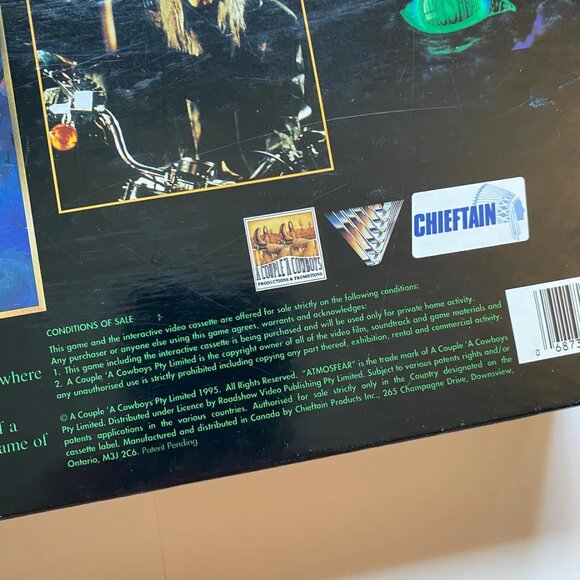 A COUPLE 'A COWBOYS
PRODUCTIONS & PROMOTIONS
CHIEFTAIN
CONDITIONS OF SALE
This game and the interactive video cassette are offered for sale strictly on the following conditions:
Any purchaser or anyone else using this game agrees, warrants and acknowledges:
1. This game including the interactive cassette is being purchased and will be used only for private home activity.
2. A Couple 'A Cowboys Pty Limited is the copyright owner of all of the video film, soundtrack and game materials and
any unauthorised use is strictly prohibited including copying any part thereof, exhibition, rental and commercial activity.
© A Couple 'A Cowboys Pty Limited 1995. All Rights Reserved. "ATMOSFEAR" is the trade mark of A Couple 'A Cowboys
Pty Limited. Distributed under Licence by Roadshow Video Publishing Pty Limited. Subject to various patent rights and/or
patents applications in the various countries. Authorised for sale strictly only in the Country designated on the
cassette label. Manufactured and distributed in Canada by Chieftain Products Inc., 265 Champagne Drive, Downsview,
Ontario, M3J 2C6. Patent Pending
where
f a
ame of
0 6873